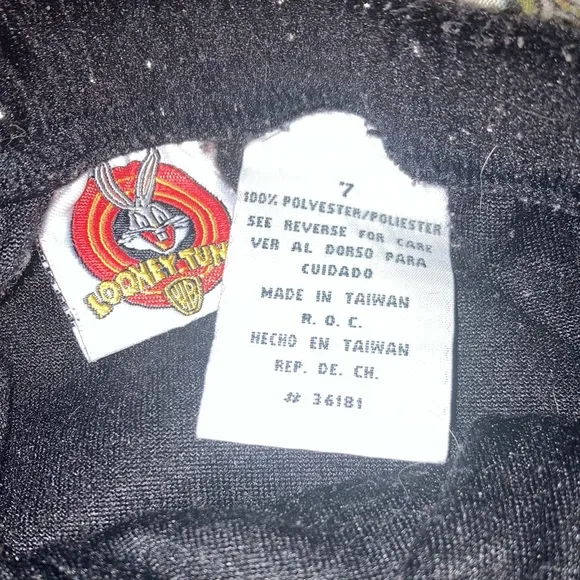 LOONEY TUN
WB
7
100% POLYESTER/POLIESTER
SEE REVERSE FOR CARE
VER AL DORSO PARA
CUIDADO
MADE IN TAIWAN
R. O. C.
HECHO EN TAIWAN
REP. DE. CH.
# 36181